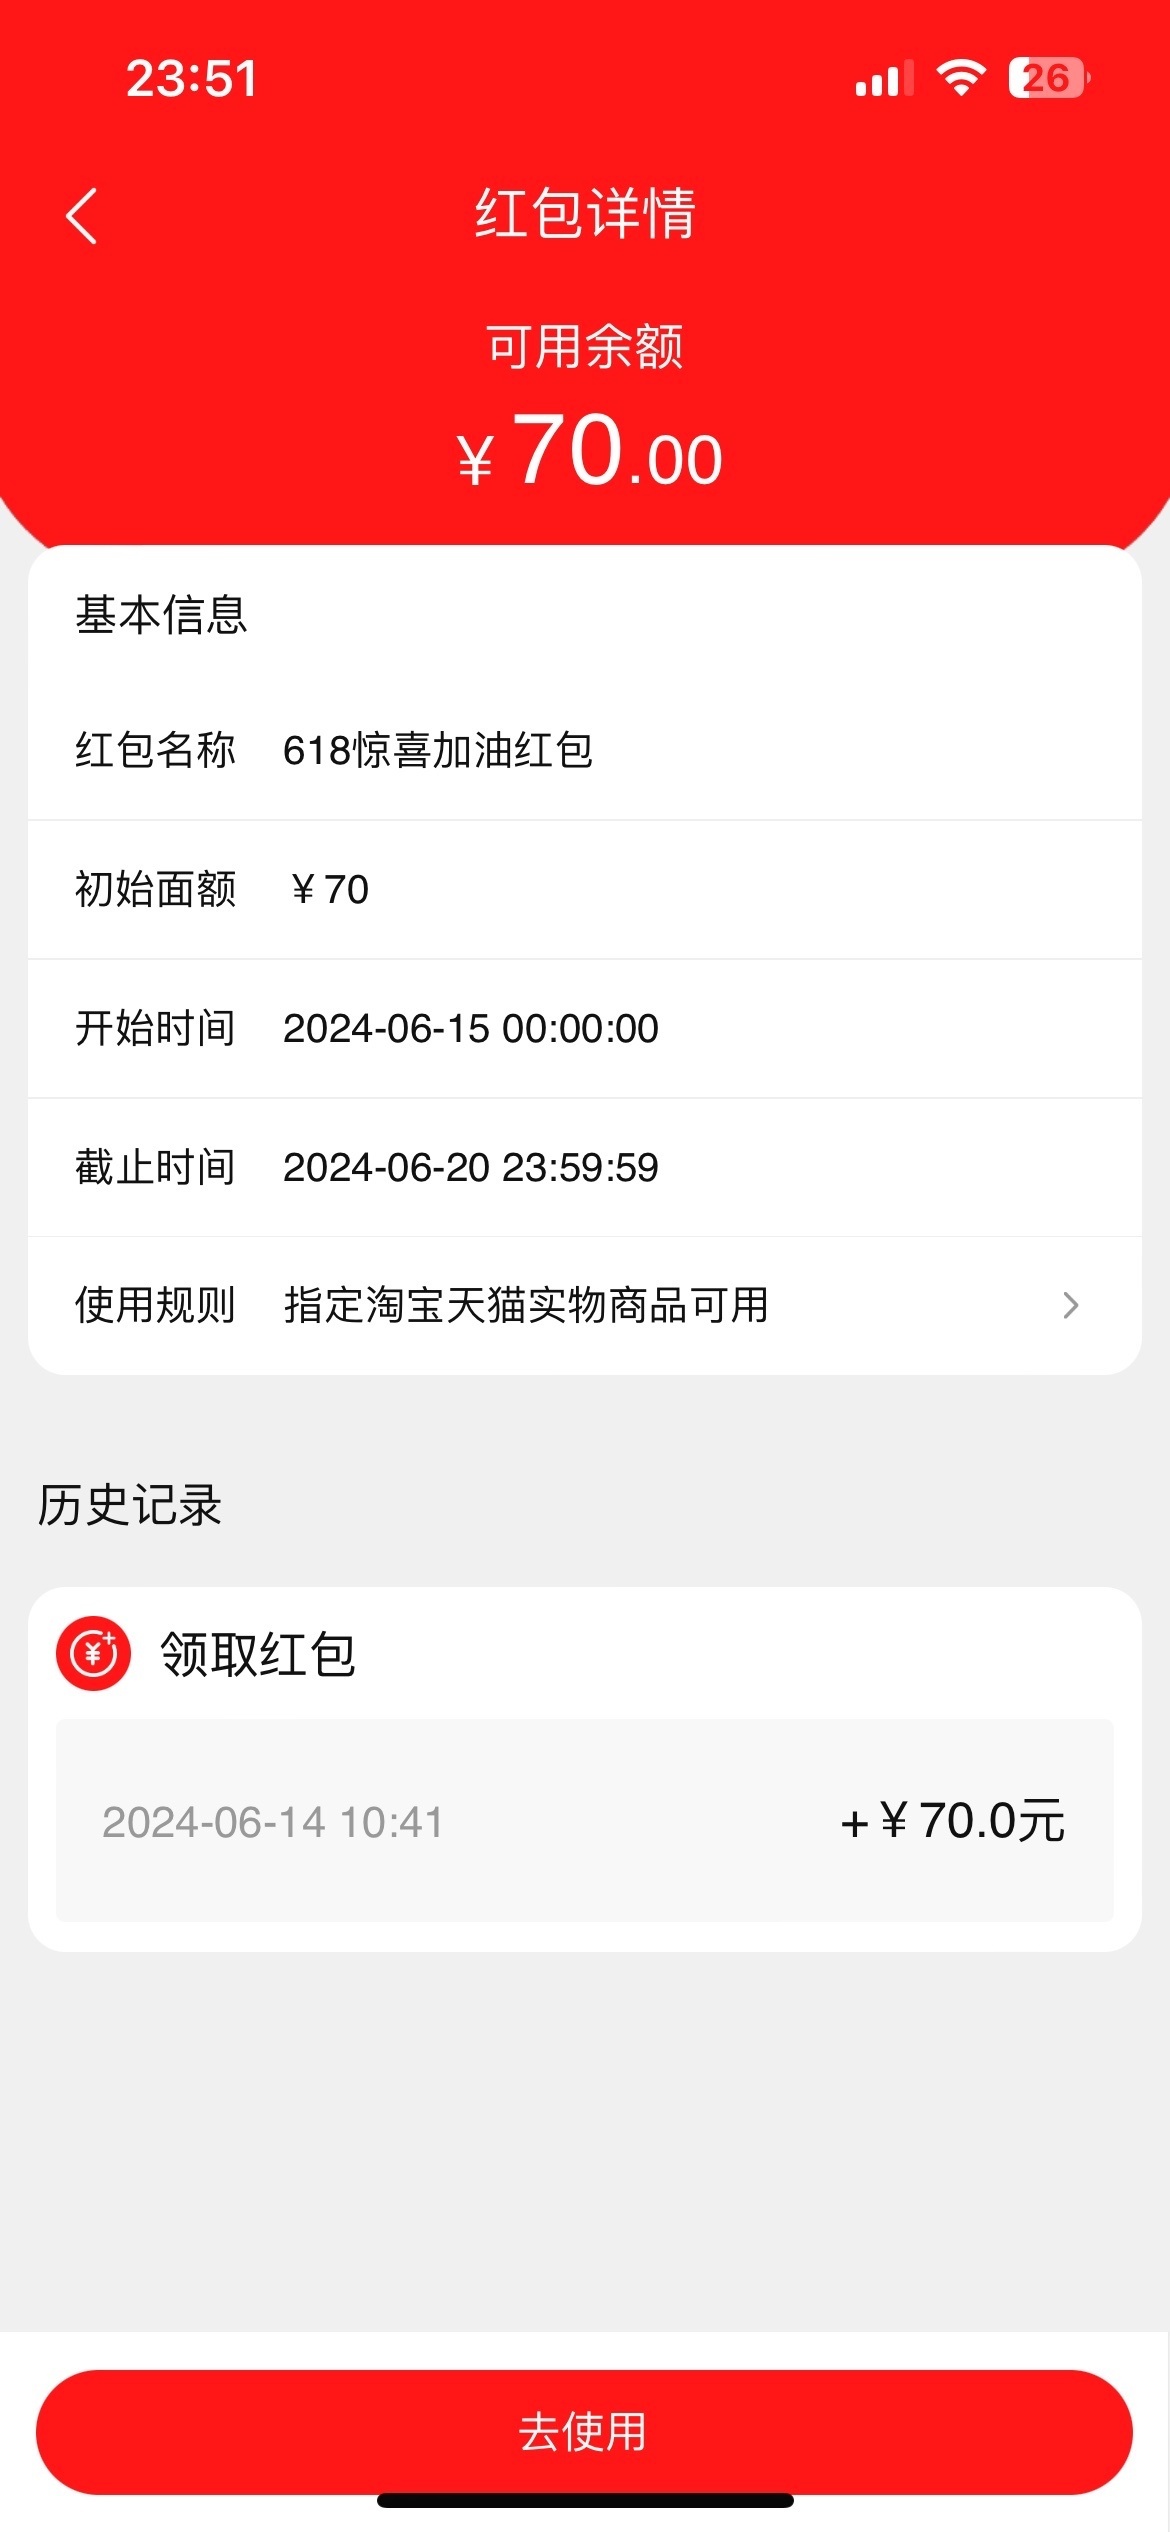 23:51
26
红包详情
可用余额
¥70.00
基本信息
红包名称 618惊喜加油红包
初始面额 ¥70
开始时间 2024-06-15 00:00:00
截止时间 2024-06-20 23:59:59
使用规则 指定淘宝天猫实物商品可用
历史记录
领取红包
2024-06-14 10:41 +¥70.0元
去使用